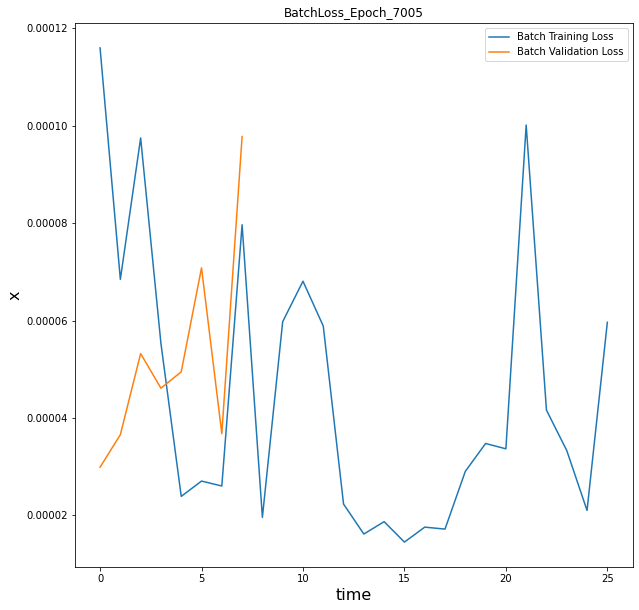 BatchLoss_Epoch_7005
Batch Training Loss
Batch Validation Loss
0.00012
0.00010
0.00008
0.00006
0.00004
0.00002
x
0 5 10 15 20 25
time